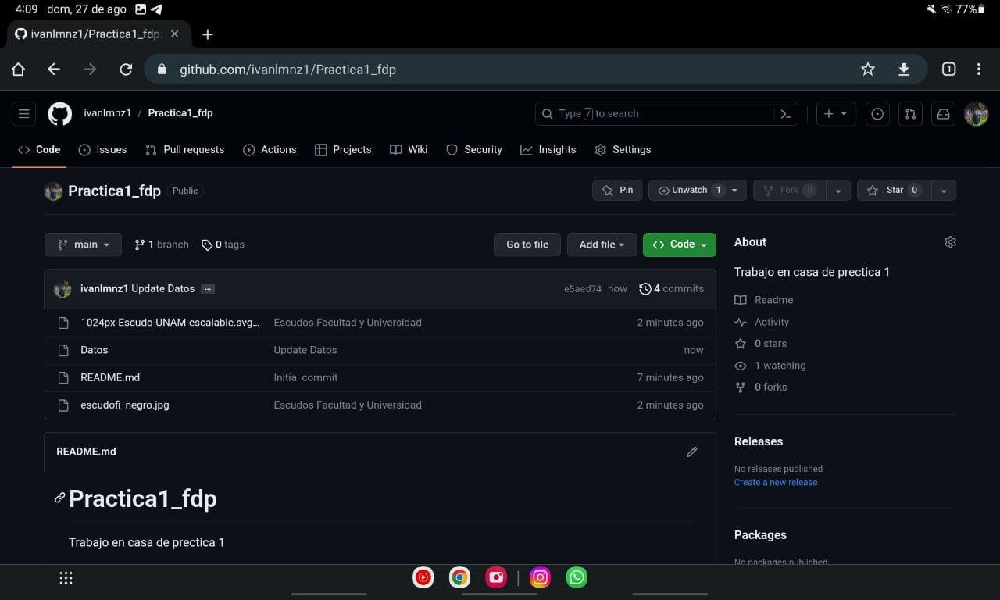 4:09 dom, 27 de ago 77%
ivanlmnz1/Practica1_fdp:
github.com/ivanlmnz1/Practica1_fdp 1
ivanlmnz1 / Practica1_fdp Type / to search
Code Issues Pull requests Actions Projects Wiki Security Insights Settings
Practica1_fdp Public Pin Unwatch 1 Fork 0 Star 0
main 1 branch 0 tags Go to file Add file Code
ivanlmnz1 Update Datos ... e5aed74 now 4 commits
1024px-Escudo-UNAM-escalable.svg... Escudos Facultad y Universidad 2 minutes ago
Datos Update Datos now
README.md Initial commit 7 minutes ago
escudofi_negro.jpg Escudos Facultad y Universidad 2 minutes ago
README.md
Practica1_fdp
Trabajo en casa de prectica 1
About
Trabajo en casa de prectica 1
Readme
Activity
0 stars
1 watching
0 forks
Releases
No releases published
Create a new release
Packages
No packages published